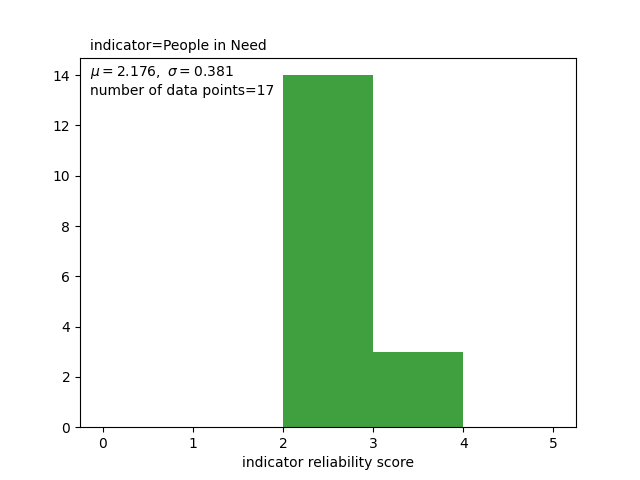 indicator=People in Need
μ = 2.176,  σ = 0.381
number of data points=17
14
12
10
8
6
4
2
0
0 1 2 3 4 5
indicator reliability score